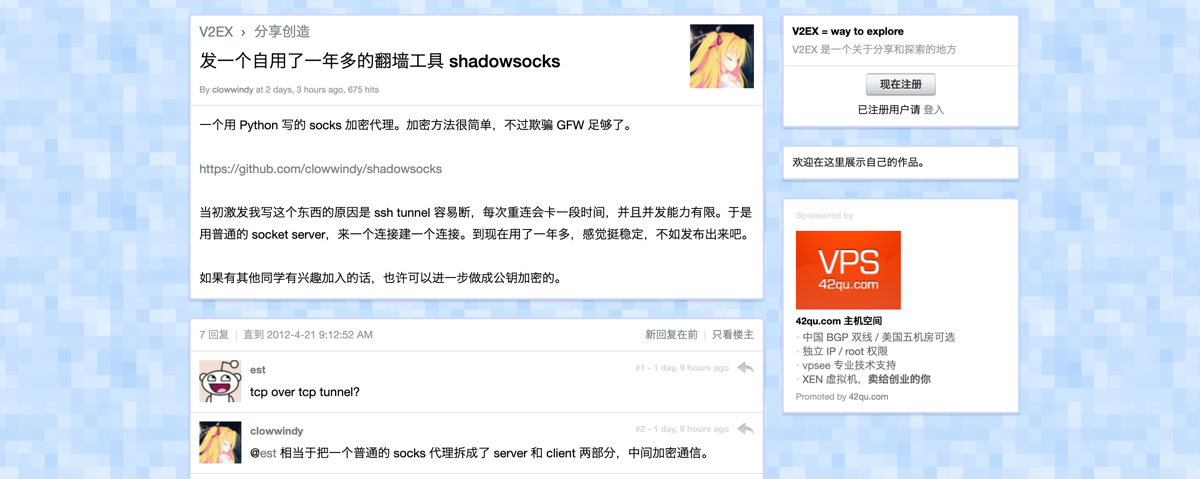 V2EX › 分享创造
发一个自用了一年多的翻墙工具 shadowsocks
By clowwindy at 2 days, 3 hours ago, 675 hits
一个用 Python 写的 socks 加密代理。加密方法很简单，不过欺骗 GFW 足够了。
https://github.com/clowwindy/shadowsocks
当初激发我写这个东西的原因是 ssh tunnel 容易断，每次重连会卡一段时间，并且并发能力有限。于是
用普通的 socket server，来一个连接建一个连接。到现在用了一年多，感觉挺稳定，不如发布出来吧。
如果有其他同学有兴趣加入的话，也许可以进一步做成公钥加密的。
7 回复 | 直到 2012-4-21 9:12:52 AM
新回复在前 | 只看楼主
est
#1 - 1 day, 9 hours ago
tcp over tcp tunnel?
clowwindy
#2 - 1 day, 9 hours ago
@est 相当于把一个普通的 socks 代理拆成了 server 和 client 两部分，中间加密通信。
V2EX = way to explore
V2EX 是一个关于分享和探索的地方
现在注册
已注册用户请 登入
欢迎在这里展示自己的作品。
Sponsored by
VPS
42qu.com
42qu.com 主机空间
· 中国 BGP 双线 / 美国五机房可选
· 独立 IP / root 权限
· vpsee 专业技术支持
· XEN 虚拟机，卖给创业的你
Promoted by 42qu.com